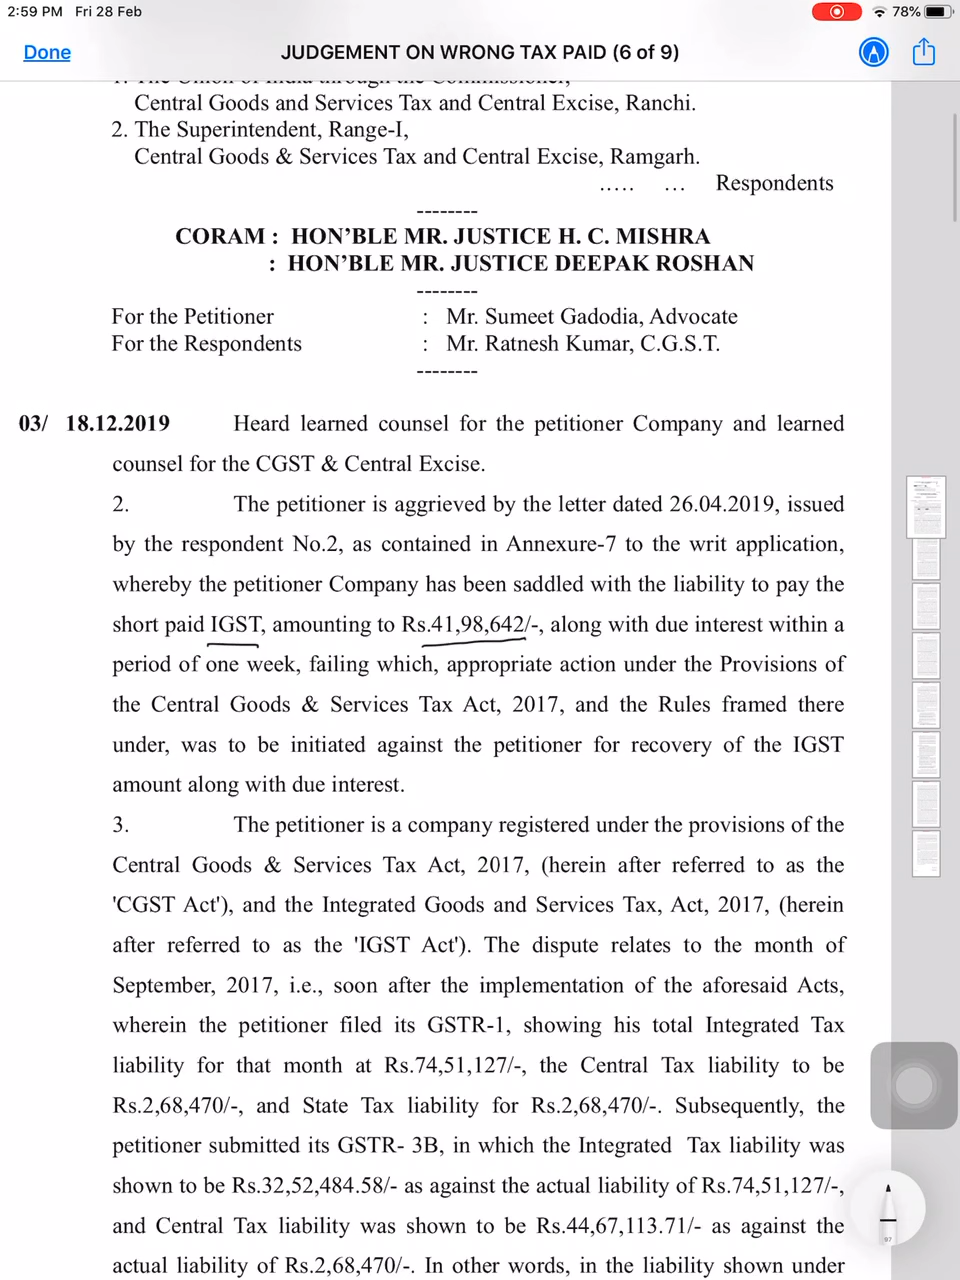 2:59 PM Fri 28 Feb
78%
Done
JUDGEMENT ON WRONG TAX PAID (6 of 9)
1. The Union of India through the Commissioner,
Central Goods and Services Tax and Central Excise, Ranchi.
2. The Superintendent, Range-I,
Central Goods & Services Tax and Central Excise, Ramgarh.
..... ... Respondents
--------
CORAM : HON’BLE MR. JUSTICE H. C. MISHRA
: HON’BLE MR. JUSTICE DEEPAK ROSHAN
--------
For the Petitioner : Mr. Sumeet Gadodia, Advocate
For the Respondents : Mr. Ratnesh Kumar, C.G.S.T.
--------
03/ 18.12.2019 Heard learned counsel for the petitioner Company and learned
counsel for the CGST & Central Excise.
2. The petitioner is aggrieved by the letter dated 26.04.2019, issued
by the respondent No.2, as contained in Annexure-7 to the writ application,
whereby the petitioner Company has been saddled with the liability to pay the
short paid IGST, amounting to Rs.41,98,642/-, along with due interest within a
period of one week, failing which, appropriate action under the Provisions of
the Central Goods & Services Tax Act, 2017, and the Rules framed there
under, was to be initiated against the petitioner for recovery of the IGST
amount along with due interest.
3. The petitioner is a company registered under the provisions of the
Central Goods & Services Tax Act, 2017, (herein after referred to as the
'CGST Act'), and the Integrated Goods and Services Tax, Act, 2017, (herein
after referred to as the 'IGST Act'). The dispute relates to the month of
September, 2017, i.e., soon after the implementation of the aforesaid Acts,
wherein the petitioner filed its GSTR-1, showing his total Integrated Tax
liability for that month at Rs.74,51,127/-, the Central Tax liability to be
Rs.2,68,470/-, and State Tax liability for Rs.2,68,470/-. Subsequently, the
petitioner submitted its GSTR- 3B, in which the Integrated Tax liability was
shown to be Rs.32,52,484.58/- as against the actual liability of Rs.74,51,127/-,
and Central Tax liability was shown to be Rs.44,67,113.71/- as against the
actual liability of Rs.2,68,470/-. In other words, in the liability shown under
97